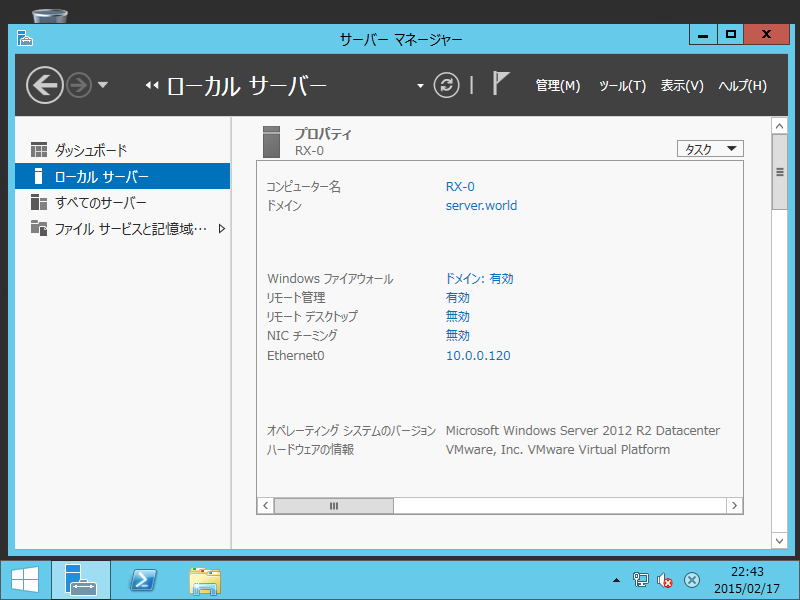 サーバー マネージャー
ローカル サーバー
管理(M) ツール(T) 表示(V) ヘルプ(H)
ダッシュボード
ローカル サーバー
すべてのサーバー
ファイル サービスと記憶域…
プロパティ
RX-0
タスク
コンピューター名 RX-0
ドメイン server.world
Windows ファイアウォール ドメイン: 有効
リモート管理 有効
リモート デスクトップ 無効
NIC チーミング 無効
Ethernet0 10.0.0.120
オペレーティング システムのバージョン Microsoft Windows Server 2012 R2 Datacenter
ハードウェアの情報 VMware, Inc. VMware Virtual Platform
22:43
2015/02/17